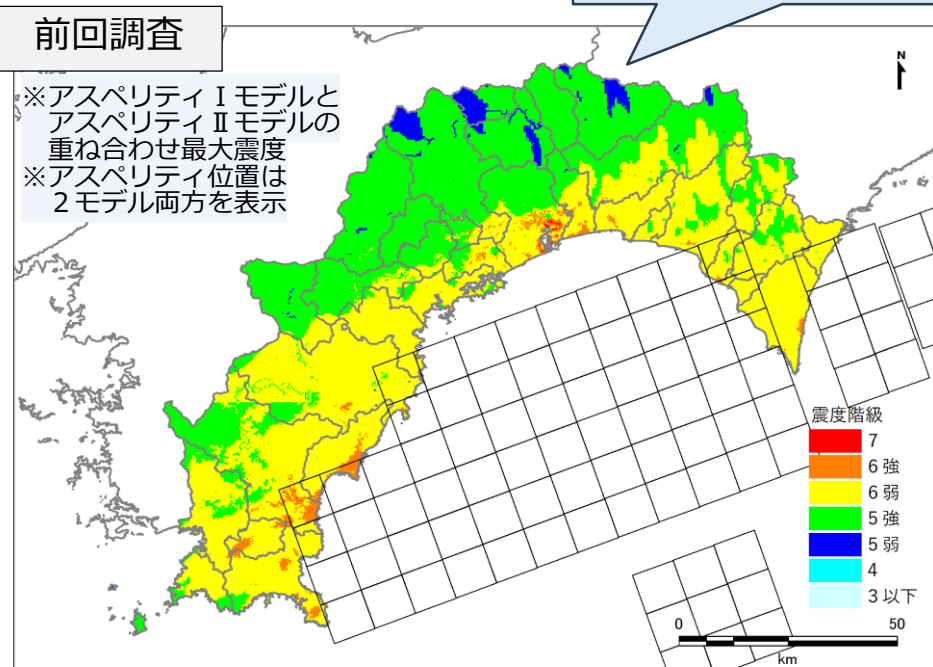 前回調査
※アスペリティⅠモデルと
アスペリティⅡモデルの
重ね合わせ最大震度
※アスペリティ位置は
２モデル両方を表示
N
震度階級
7
6 強
6 弱
5 強
5 弱
4
3 以下
0 50
km